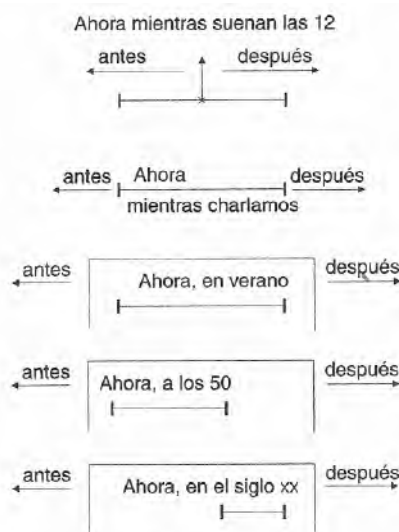 Ahora mientras suenan las 12
antes después
antes Ahora después
mientras charlamos
antes Ahora, en verano después
antes Ahora, a los 50 después
antes Ahora, en el siglo xx después